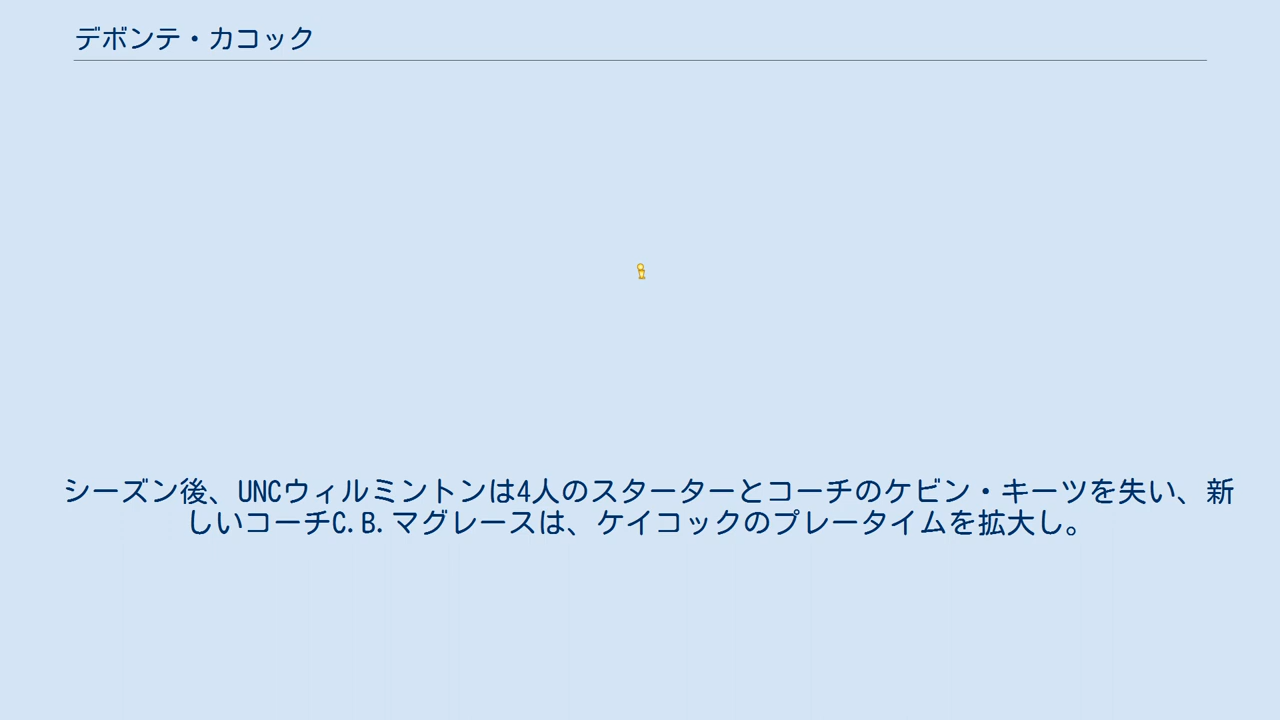 デボンテ・カコック
シーズン後、UNCウィルミントンは4人のスターターとコーチのケビン・キーツを失い、新
しいコーチC.B.マグレースは、ケイコックのプレータイムを拡大し。